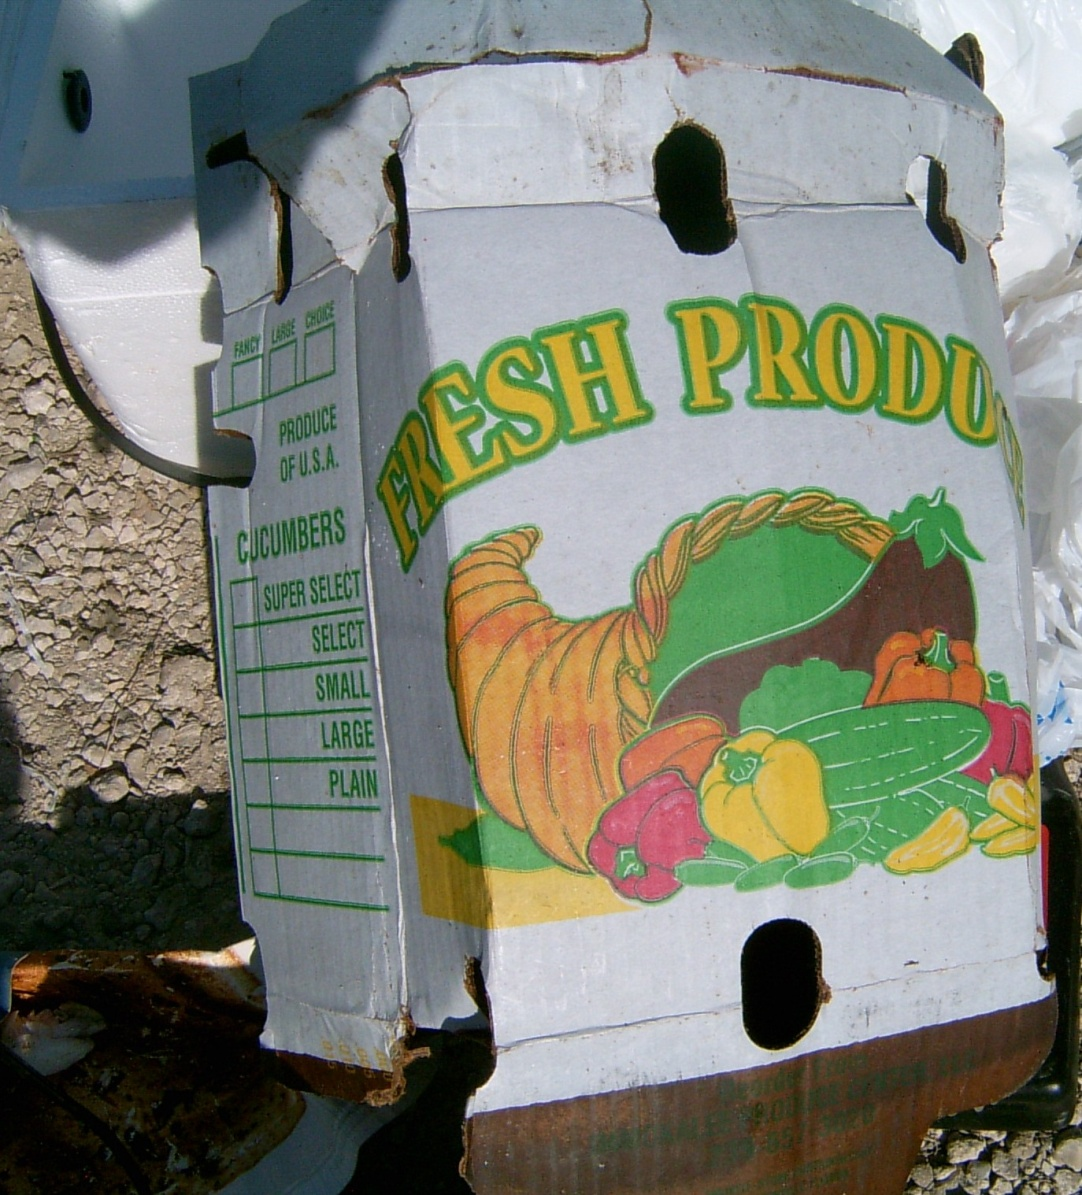 FRESH PRODU
FANCY LARGE CHOICE
PRODUCE
OF U.S.A.
CUCUMBERS
SUPER SELECT
SELECT
SMALL
LARGE
PLAIN